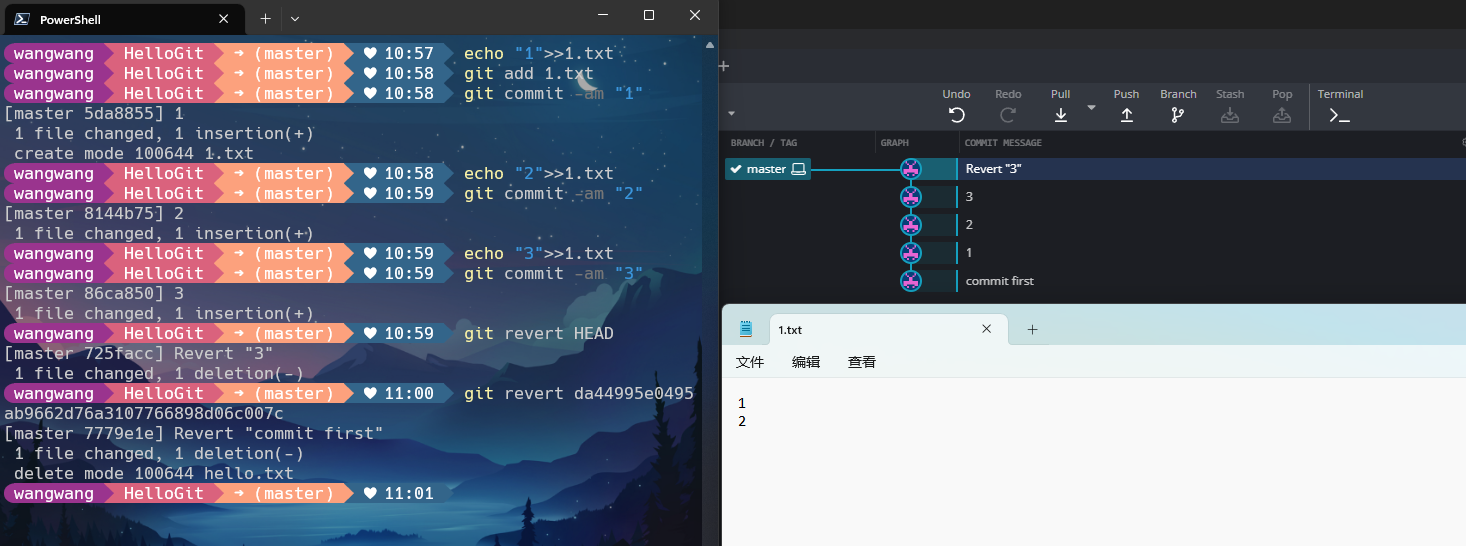 PowerShell
wangwang HelloGit ➜ (master) ♥ 10:57 echo "1">>1.txt
wangwang HelloGit ➜ (master) ♥ 10:58 git add 1.txt
wangwang HelloGit ➜ (master) ♥ 10:58 git commit -am "1"
[master 5da8855] 1
1 file changed, 1 insertion(+)
create mode 100644 1.txt
wangwang HelloGit ➜ (master) ♥ 10:58 echo "2">>1.txt
wangwang HelloGit ➜ (master) ♥ 10:59 git commit -am "2"
[master 8144b75] 2
1 file changed, 1 insertion(+)
wangwang HelloGit ➜ (master) ♥ 10:59 echo "3">>1.txt
wangwang HelloGit ➜ (master) ♥ 10:59 git commit -am "3"
[master 86ca850] 3
1 file changed, 1 insertion(+)
wangwang HelloGit ➜ (master) ♥ 10:59 git revert HEAD
[master 725facc] Revert "3"
1 file changed, 1 deletion(-)
wangwang HelloGit ➜ (master) ♥ 11:00 git revert da44995e0495
ab9662d76a3107766898d06c007c
[master 7779e1e] Revert "commit first"
1 file changed, 1 deletion(-)
delete mode 100644 hello.txt
wangwang HelloGit ➜ (master) ♥ 11:01
Undo Redo Pull Push Branch Stash Pop Terminal
BRANCH / TAG GRAPH COMMIT MESSAGE
master Revert "3"
3
2
1
commit first
1.txt
文件 编辑 查看
1
2